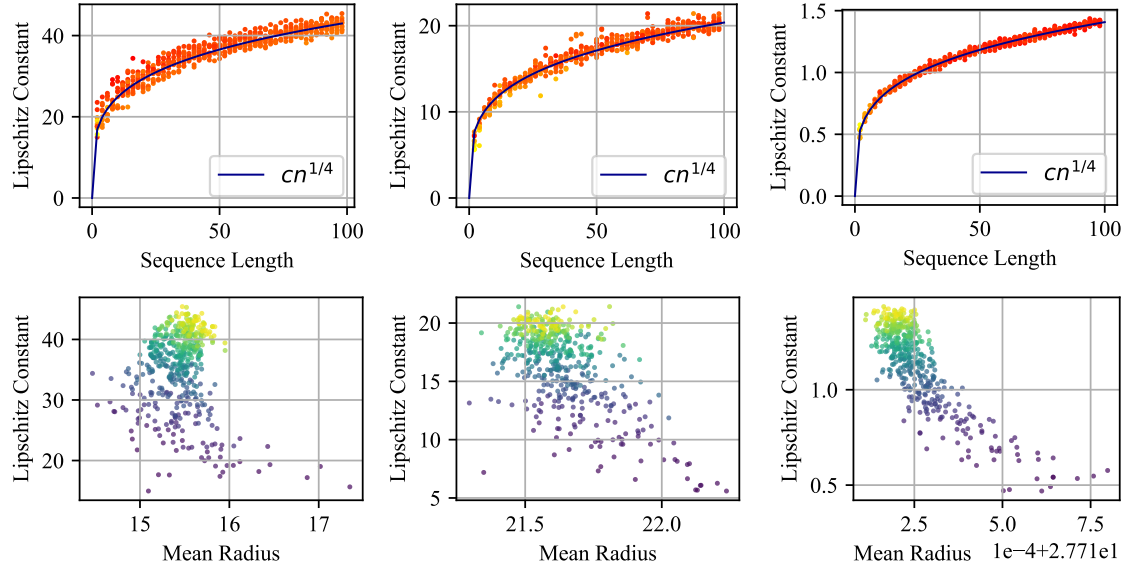 Lipschitz Constant
40
20
0
cn^{1/4}
0
50
100
Sequence Length
Lipschitz Constant
20
10
0
cn^{1/4}
0
50
100
Sequence Length
Lipschitz Constant
1.5
1.0
0.5
0.0
cn^{1/4}
0
50
100
Sequence Length
Lipschitz Constant
40
30
20
15
16
17
Mean Radius
Lipschitz Constant
20
15
10
5
21.5
22.0
Mean Radius
Lipschitz Constant
1.0
0.5
2.5
5.0
7.5
Mean Radius
1e−4+2.771e1